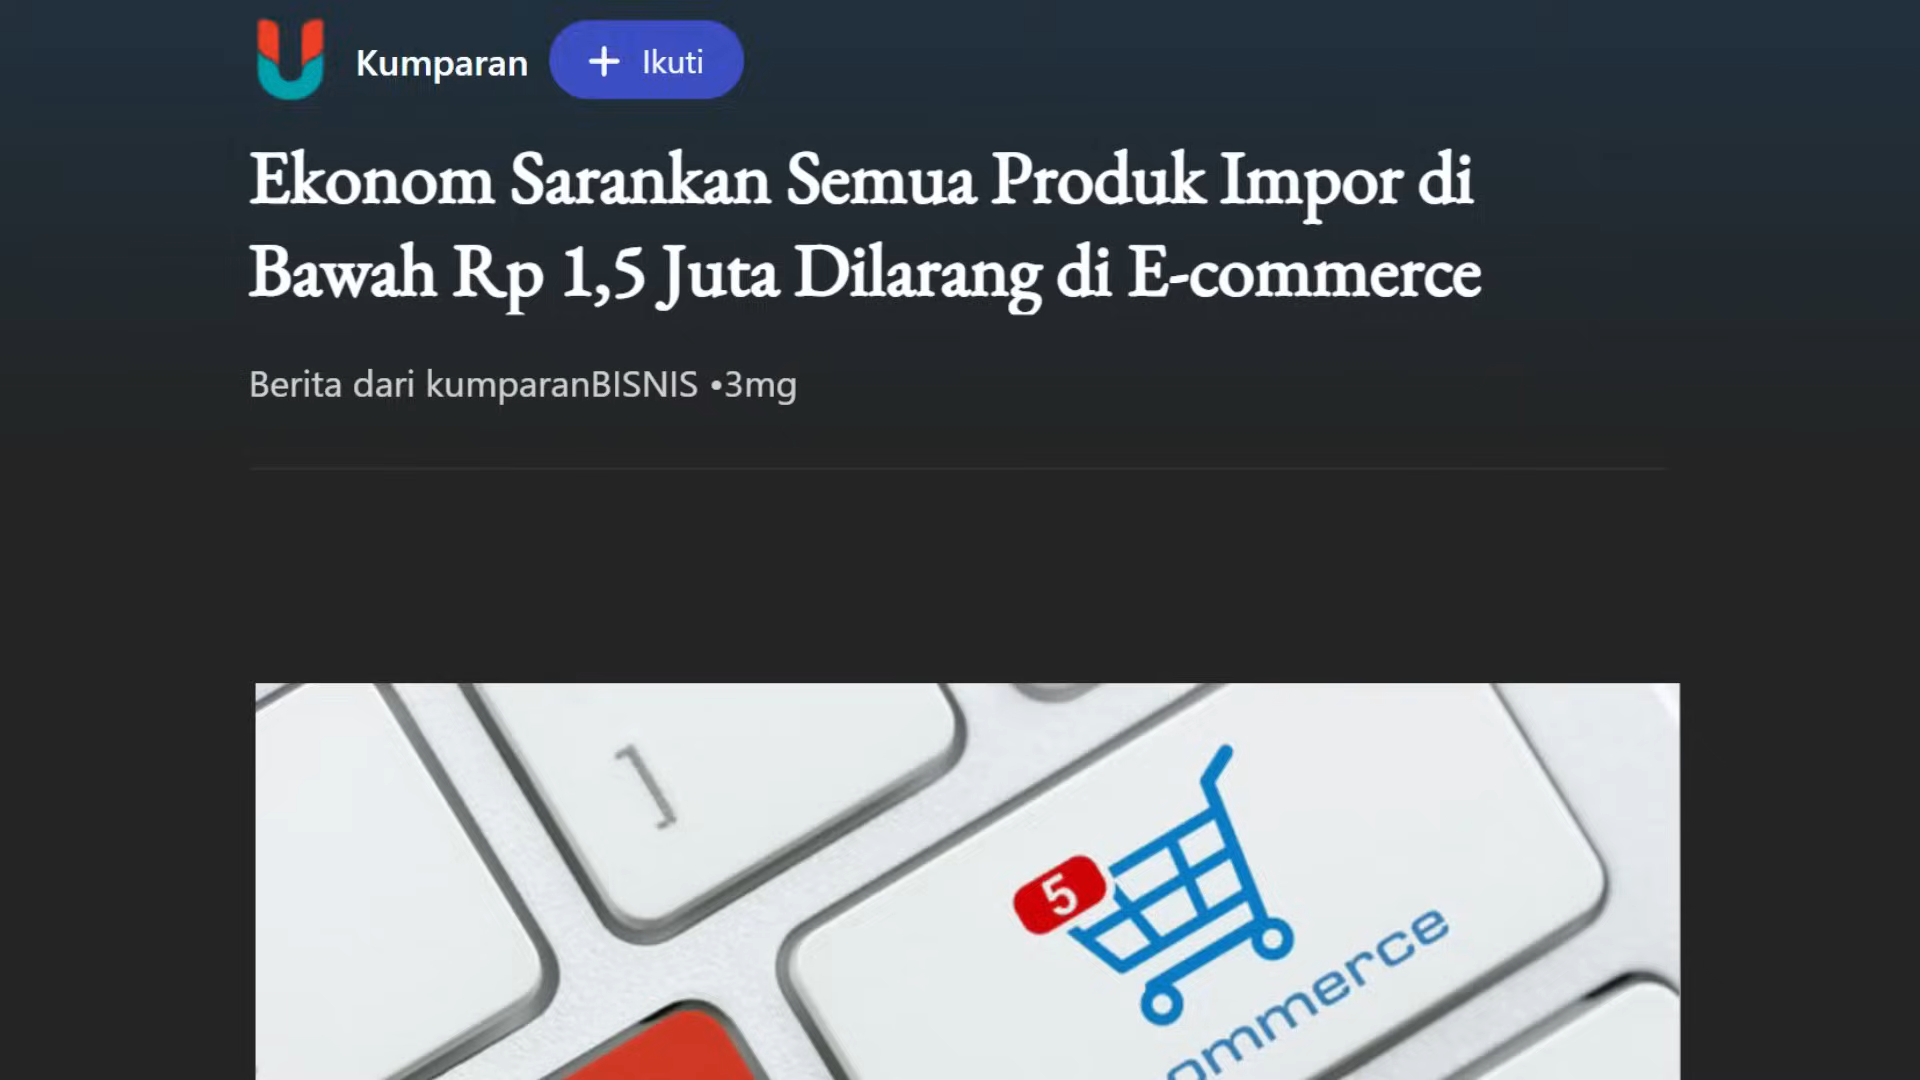 Kumparan
+ Ikuti
Ekonom Sarankan Semua Produk Impor di
Bawah Rp 1,5 Juta Dilarang di E-commerce
Berita dari kumparanBISNIS •3mg
]
5
ommerce